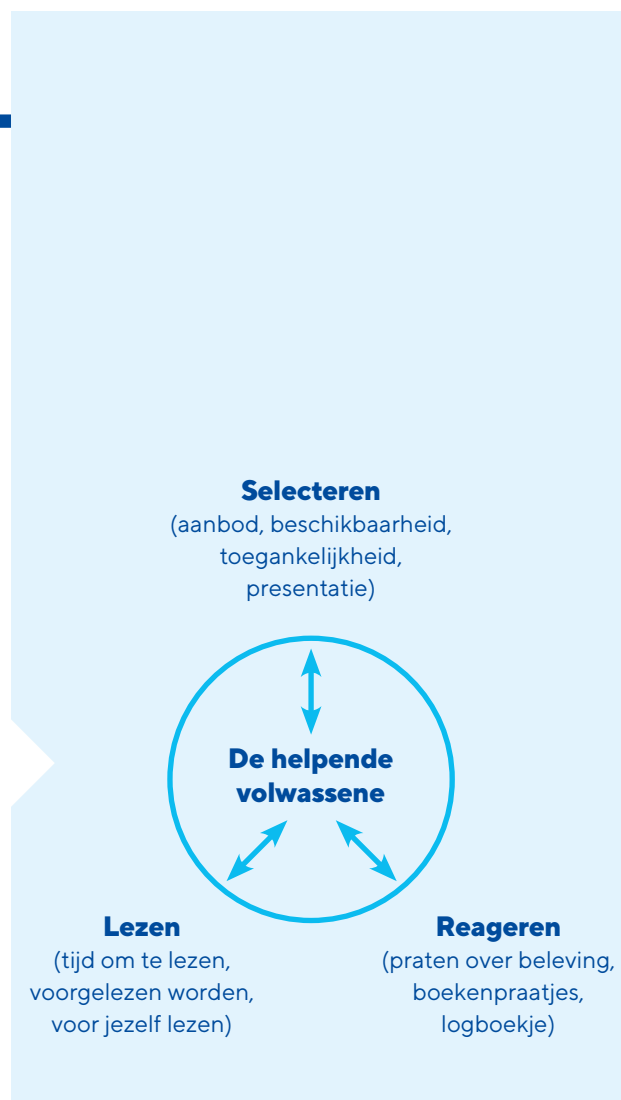 Selecteren
(aanbod, beschikbaarheid,
toegankelijkheid,
presentatie)
De helpende
volwassene
Lezen
(tijd om te lezen,
voorgelezen worden,
voor jezelf lezen)
Reageren
(praten over beleving,
boekenpraatjes,
logboekje)